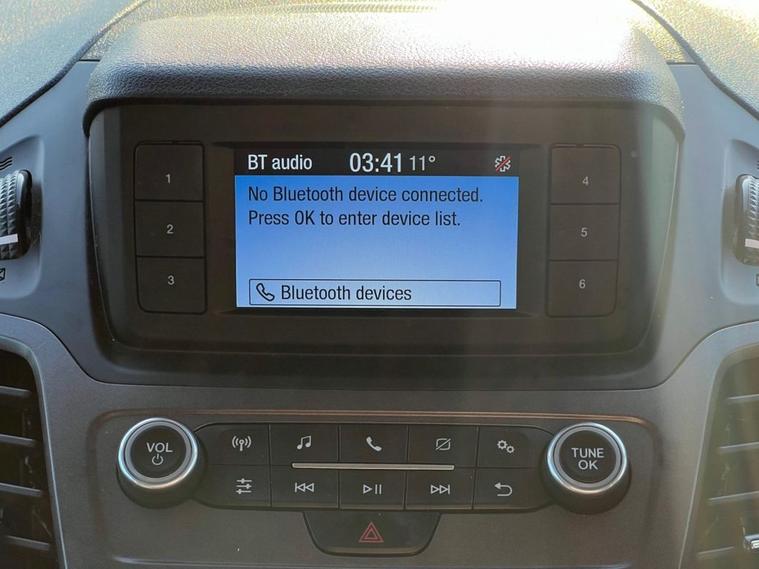 BT audio 03:41 11°
No Bluetooth device connected.
Press OK to enter device list.
Bluetooth devices
1
2
3
4
5
6
VOL
TUNE
OK